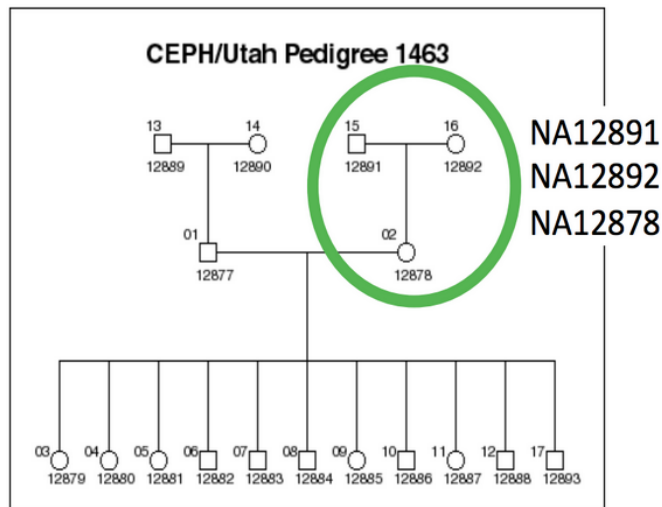 CEPH/Utah Pedigree 1463
13 14 15 16
12889 12890 12891 12892
NA12891
NA12892
NA12878
01 02
12877 12878
03 04 05 06 07 08 09 10 11 12 17
12879 12880 12881 12882 12883 12884 12885 12886 12887 12888 12893